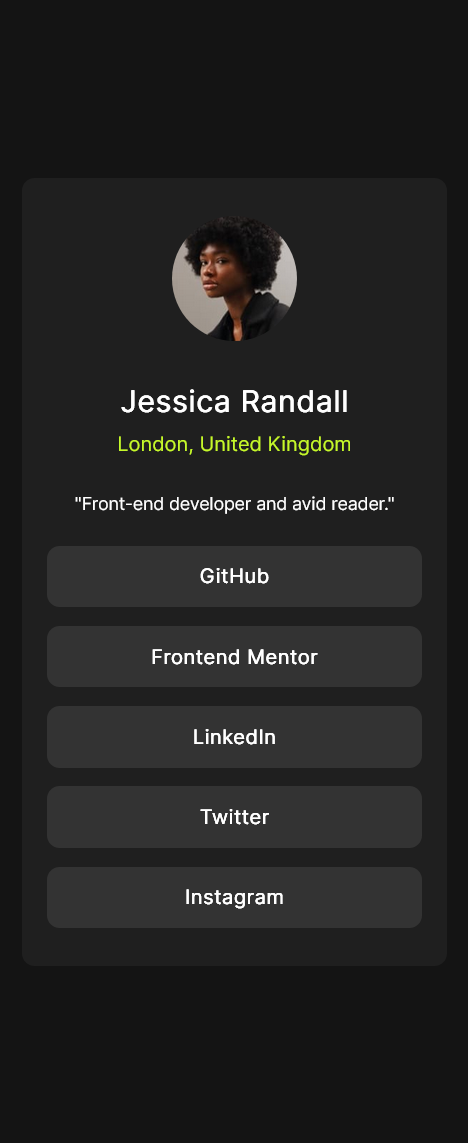 Jessica Randall
London, United Kingdom
"Front-end developer and avid reader."
GitHub
Frontend Mentor
LinkedIn
Twitter
Instagram